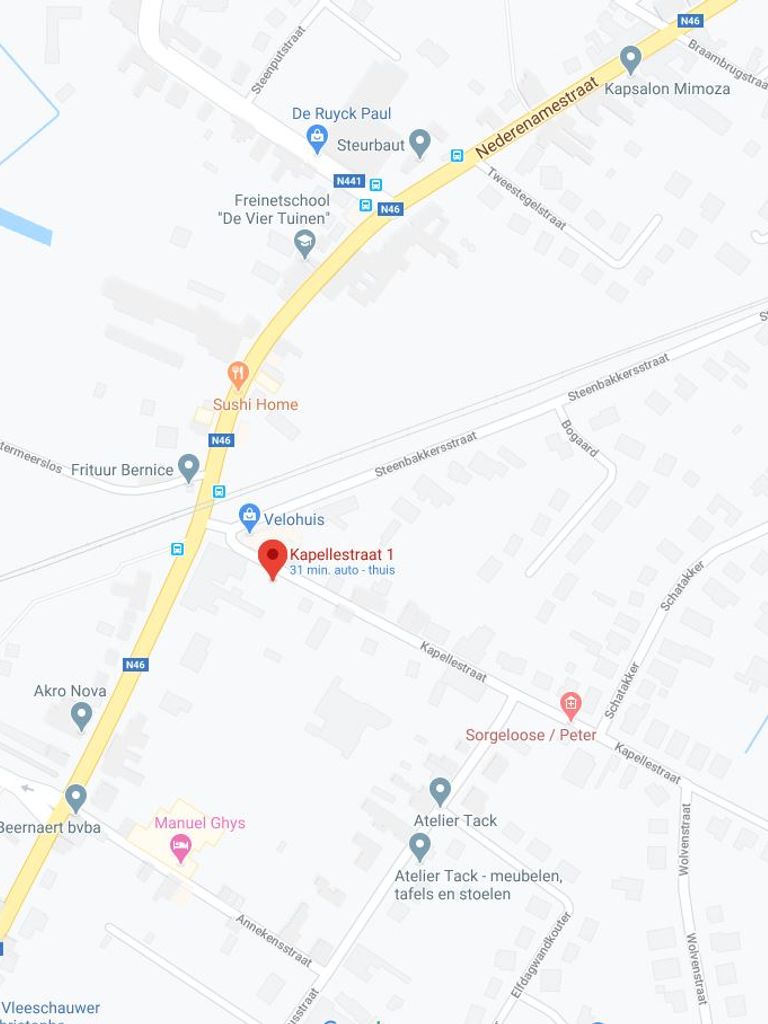 N46
Braambrugstraa
Steenputstraat
Kapsalon Mimoza
De Ruyck Paul
Nederenamestraat
Steurbaut
N441
Tweestegelstraat
Freinetschool
"De Vier Tuinen"
N46
Steenbakkersstraat
Sushi Home
Bogaard
N46
Steenbakkersstraat
termeerslos
Frituur Bernice
Velohuis
Kapellestraat 1
31 min. auto - thuis
Schatakker
Kapellestraat
N46
Schatakker
Akro Nova
Sorgeloose / Peter
Kapellestraat
Beernaert bvba
Manuel Ghys
Atelier Tack
Wolvenstraat
Atelier Tack - meubelen,
tafels en stoelen
Annekensstraat
Elfdagwandkouter
Wolvenstraat
Vleeschauwer